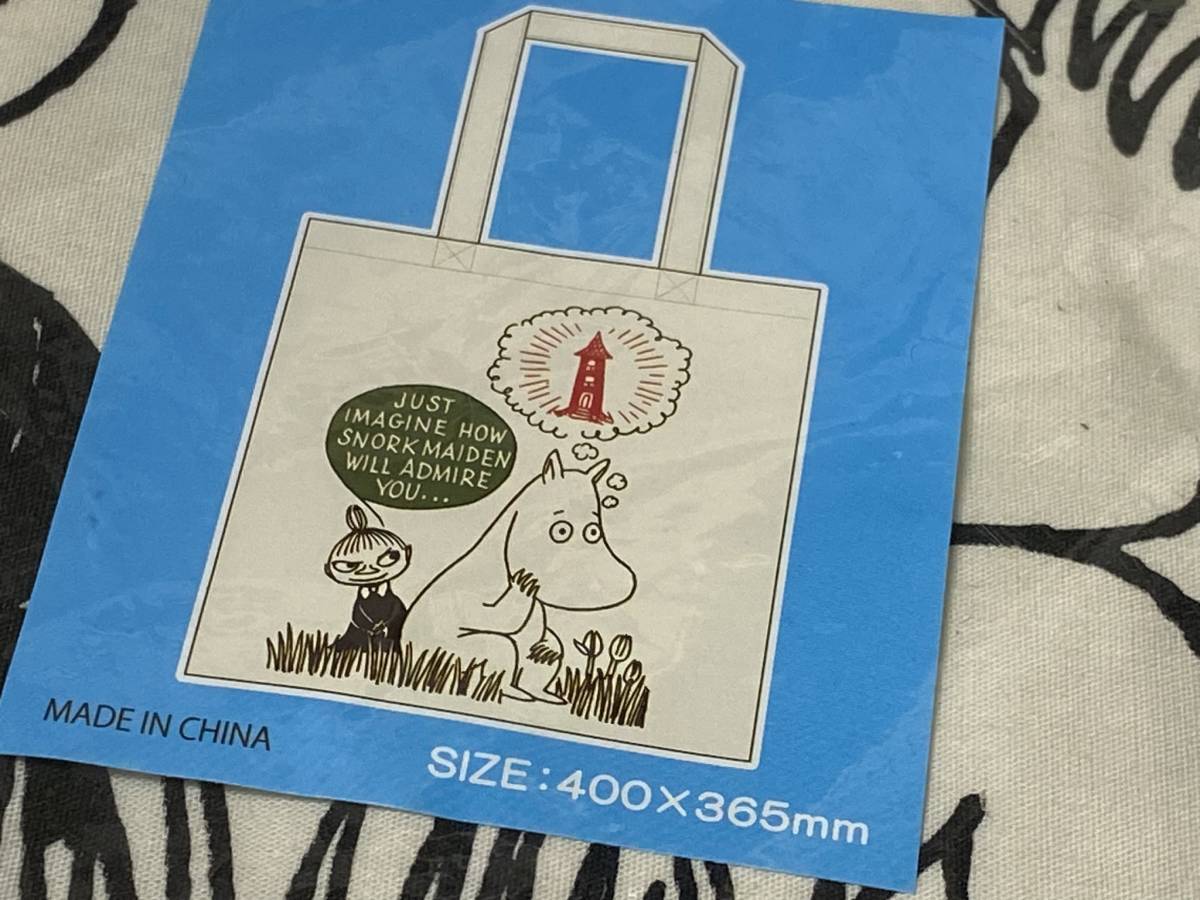 JUST
IMAGINE HOW
SNORKMAIDEN
WILL ADMIRE
YOU...
MADE IN CHINA
SIZE:400×365mm